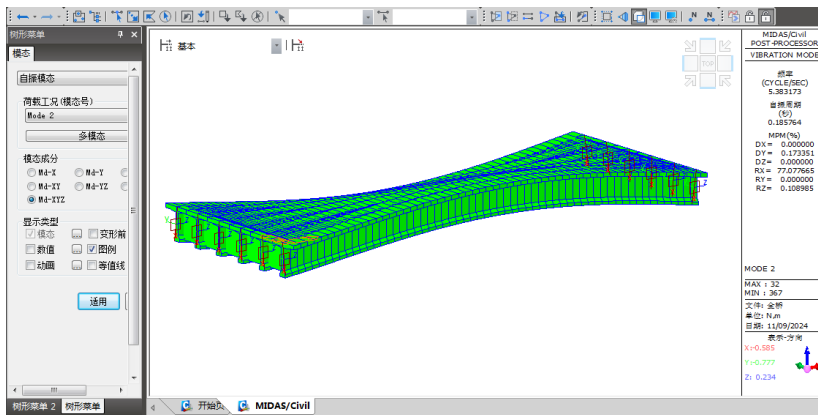 树形菜单
模态
自振模态
荷载工况(模态号)
Mode 2
多模态
模态成分
Md-X Md-Y
Md-XY Md-YZ
Md-XYZ
显示类型
模态 ... 变形前
数值 ... 图例
动画 ... 等值线
适用
树形菜单 2 树形菜单
基本
TOP
Y
Z
开始页 MIDAS/Civil
MIDAS/Civil
POST-PROCESSOR
VIBRATION MODE
频率
(CYCLE/SEC)
5.383173
自振周期
(秒)
0.185764
MPM(%)
DX= 0.000000
DY= 0.173351
DZ= 0.000000
RX= 77.077665
RY= 0.000000
RZ= 0.108985
MODE 2
MAX : 32
MIN : 367
文件: 全桥
单位: N,m
日期: 11/09/2024
表示-方向
X:-0.585
Y:-0.777
Z: 0.234